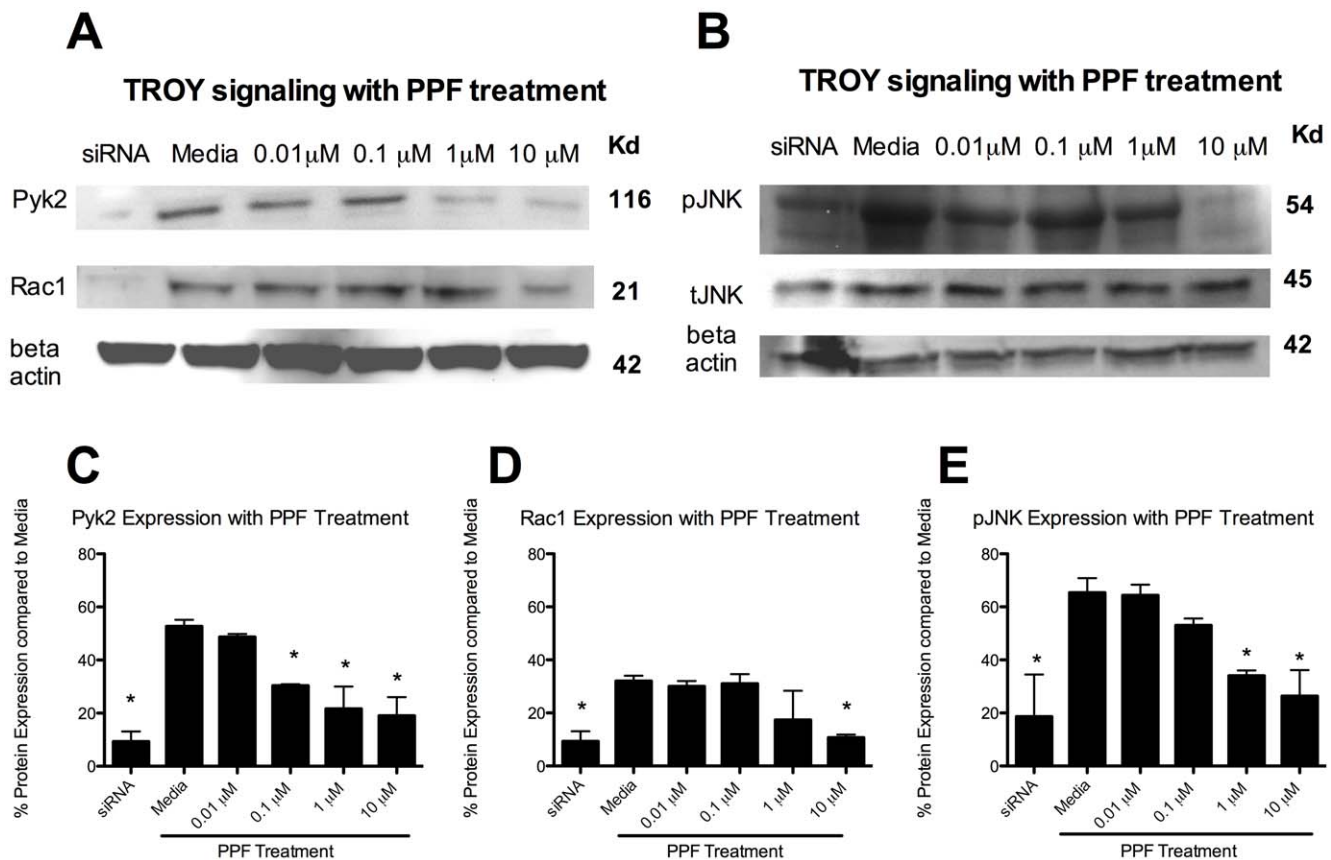 A
TROY signaling with PPF treatment
siRNA Media 0.01μM 0.1 μM 1μM 10 μM Kd
Pyk2 116
Rac1 21
beta
actin 42
B
TROY signaling with PPF treatment
siRNA Media 0.01μM 0.1 μM 1μM 10 μM Kd
pJNK 54
tJNK 45
beta
actin 42
C
Pyk2 Expression with PPF Treatment
% Protein Expression compared to Media
80
60
40
20
0
* * * *
siRNA Media 0.01 μM 0.1 μM 1 μM 10 μM
PPF Treatment
D
Rac1 Expression with PPF Treatment
% Protein Expression compared to Media
80
60
40
20
0
* *
siRNA Media 0.01 μM 0.1 μM 1 μM 10 μM
PPF Treatment
E
pJNK Expression with PPF Treatment
% Protein Expression compared to Media
80
60
40
20
0
* * *
siRNA Media 0.01 μM 0.1 μM 1 μM 10 μM
PPF Treatment